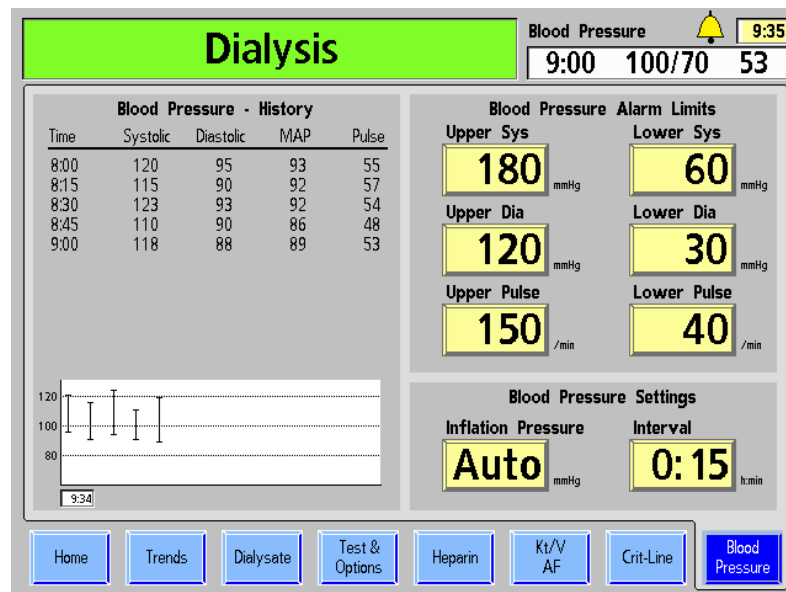 Dialysis
Blood Pressure 9:35
9:00 100/70 53
Blood Pressure - History
Time Systolic Diastolic MAP Pulse
8:00 120 95 93 55
8:15 115 90 92 57
8:30 123 93 92 54
8:45 110 90 86 48
9:00 118 88 89 53
120
100
80
9:34
Blood Pressure Alarm Limits
Upper Sys Lower Sys
180 mmHg 60 mmHg
Upper Dia Lower Dia
120 mmHg 30 mmHg
Upper Pulse Lower Pulse
150 /min 40 /min
Blood Pressure Settings
Inflation Pressure Interval
Auto mmHg 0:15 h:min
Home Trends Dialysate Test & Options Heparin Kt/V AF Crit-Line Blood Pressure